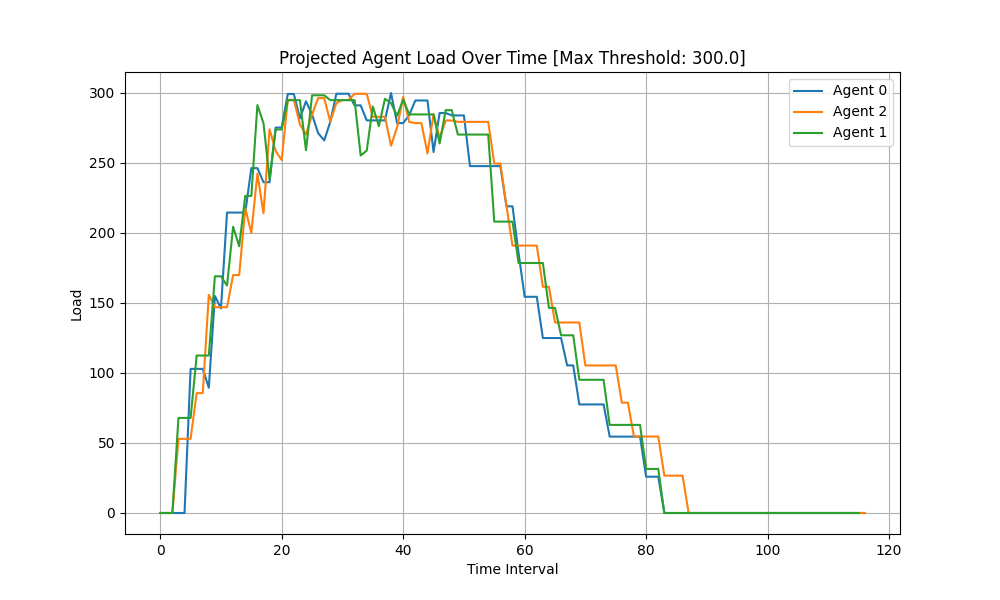 Projected Agent Load Over Time [Max Threshold: 300.0]
Agent 0
Agent 2
Agent 1
Load
300
250
200
150
100
50
0
0 20 40 60 80 100 120
Time Interval